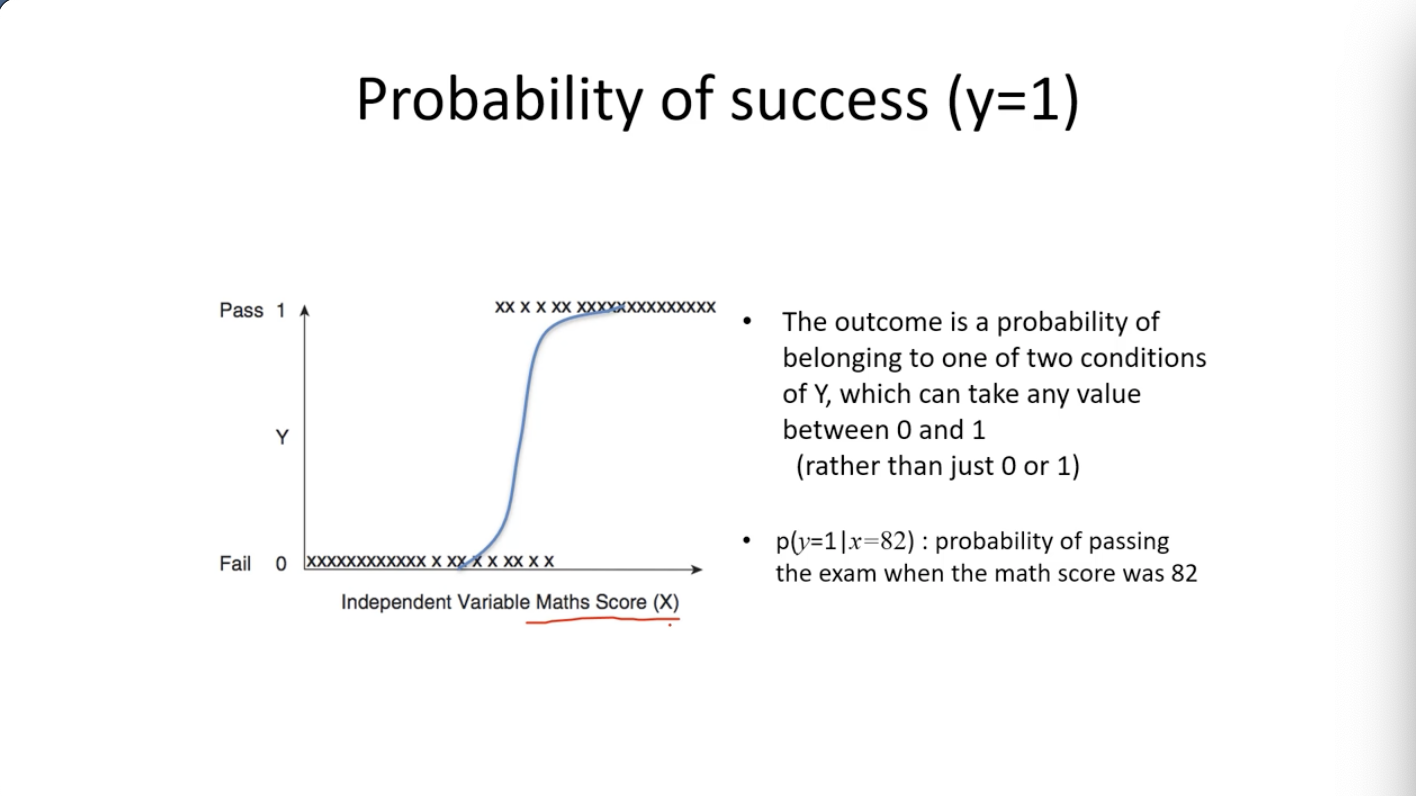 Probability of success (y=1)
Pass 1
XX X X XX XXXXXXXXXXXXXXX
Y
Fail 0
XXXXXXXXXXXX X XX X X XX X X
Independent Variable Maths Score (X)
• The outcome is a probability of
belonging to one of two conditions
of Y, which can take any value
between 0 and 1
(rather than just 0 or 1)
• p(y=1|x=82) : probability of passing
the exam when the math score was 82